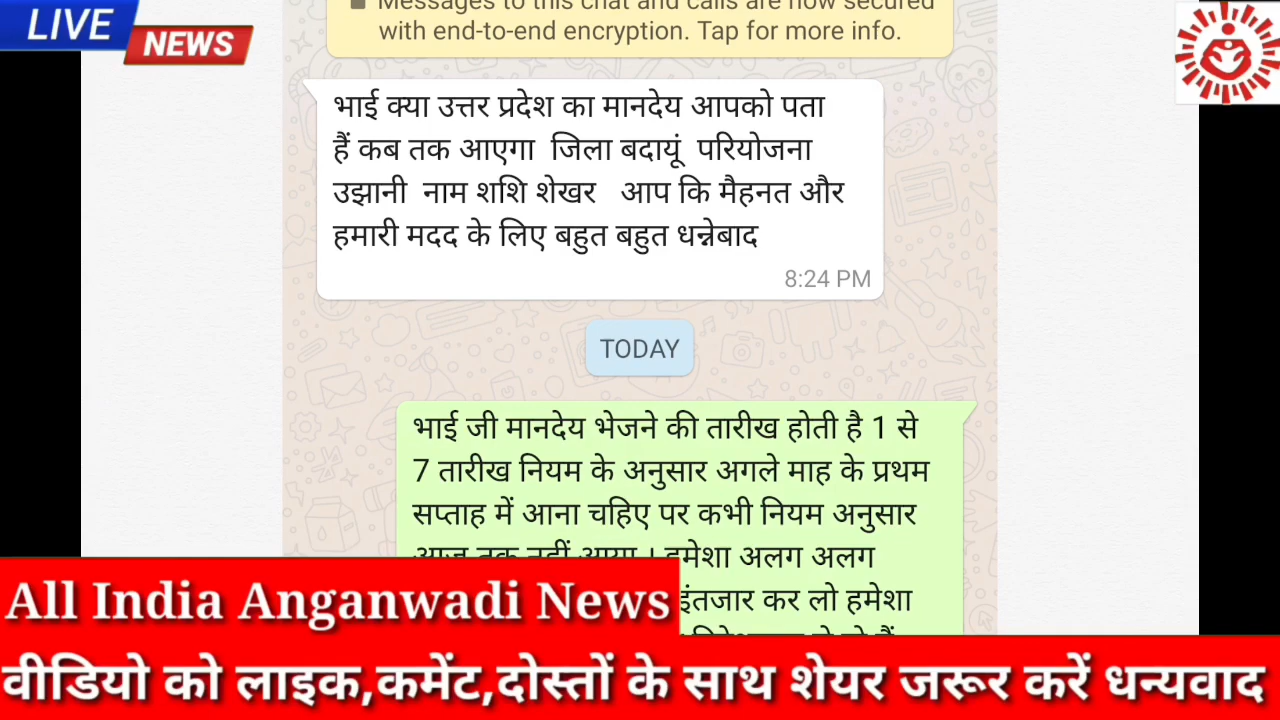 LIVE
NEWS
Messages to this chat and calls are now secured
with end-to-end encryption. Tap for more info.
भाई क्या उत्तर प्रदेश का मानदेय आपको पता
हैं कब तक आएगा जिला बदायूं परियोजना
उझानी नाम शशि शेखर आप कि मैहनत और
हमारी मदद के लिए बहुत बहुत धन्नेबाद
8:24 PM
TODAY
भाई जी मानदेय भेजने की तारीख होती है 1 से
7 तारीख नियम के अनुसार अगले माह के प्रथम
सप्ताह में आना चहिए पर कभी नियम अनुसार
आज तक नहीं आया । हमेशा अलग अलग
इंतजार कर लो हमेशा
All India Anganwadi News
वीडियो को लाइक,कमेंट,दोस्तों के साथ शेयर जरूर करें धन्यवाद